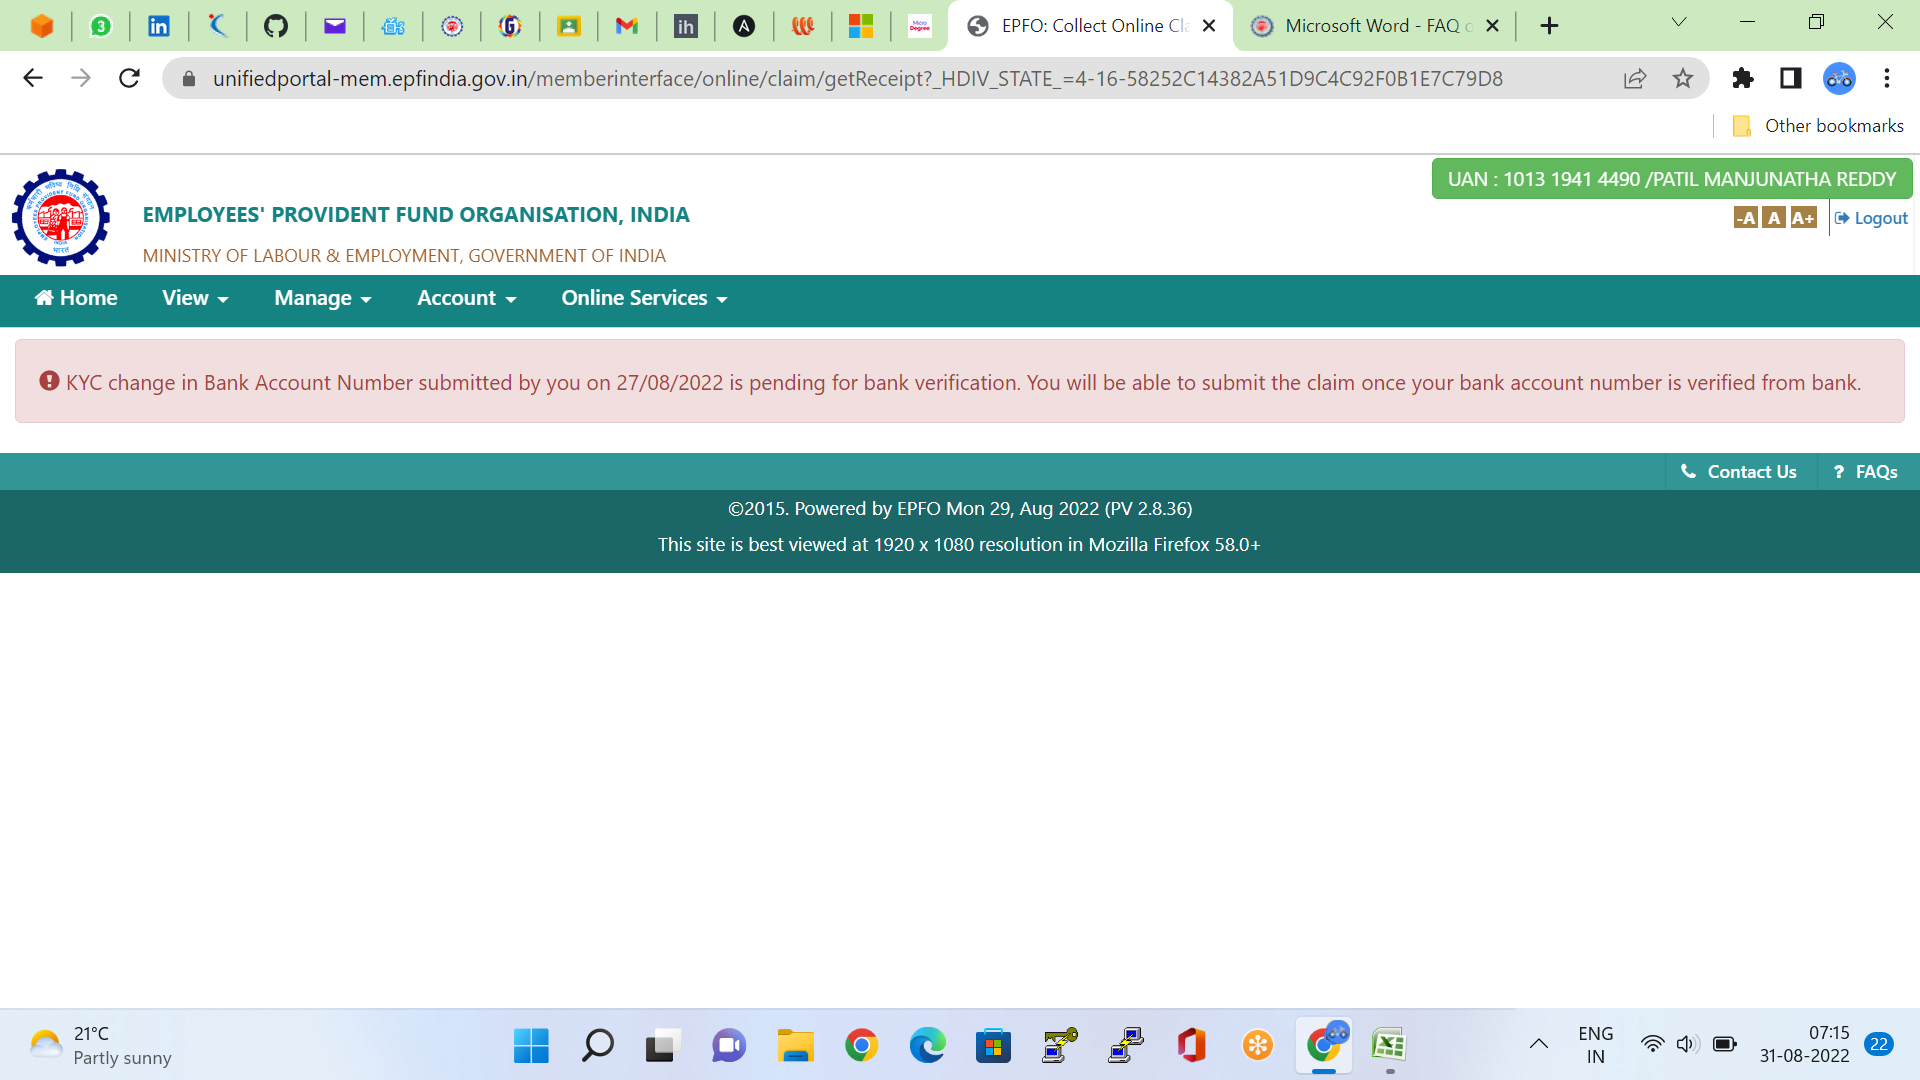 3
Micro
Degree
EPFO: Collect Online Cla
Microsoft Word - FAQ o
unifiedportal-mem.epfindia.gov.in/memberinterface/online/claim/getReceipt?_HDIV_STATE_=4-16-58252C14382A51D9C4C92F0B1E7C79D8
Other bookmarks
UAN : 1013 1941 4490 /PATIL MANJUNATHA REDDY
EMPLOYEES' PROVIDENT FUND ORGANISATION, INDIA
-A A A+ Logout
MINISTRY OF LABOUR & EMPLOYMENT, GOVERNMENT OF INDIA
Home View Manage Account Online Services
KYC change in Bank Account Number submitted by you on 27/08/2022 is pending for bank verification. You will be able to submit the claim once your bank account number is verified from bank.
Contact Us ? FAQs
©2015. Powered by EPFO Mon 29, Aug 2022 (PV 2.8.36)
This site is best viewed at 1920 x 1080 resolution in Mozilla Firefox 58.0+
21°C
Partly sunny
ENG
IN
07:15
31-08-2022
22